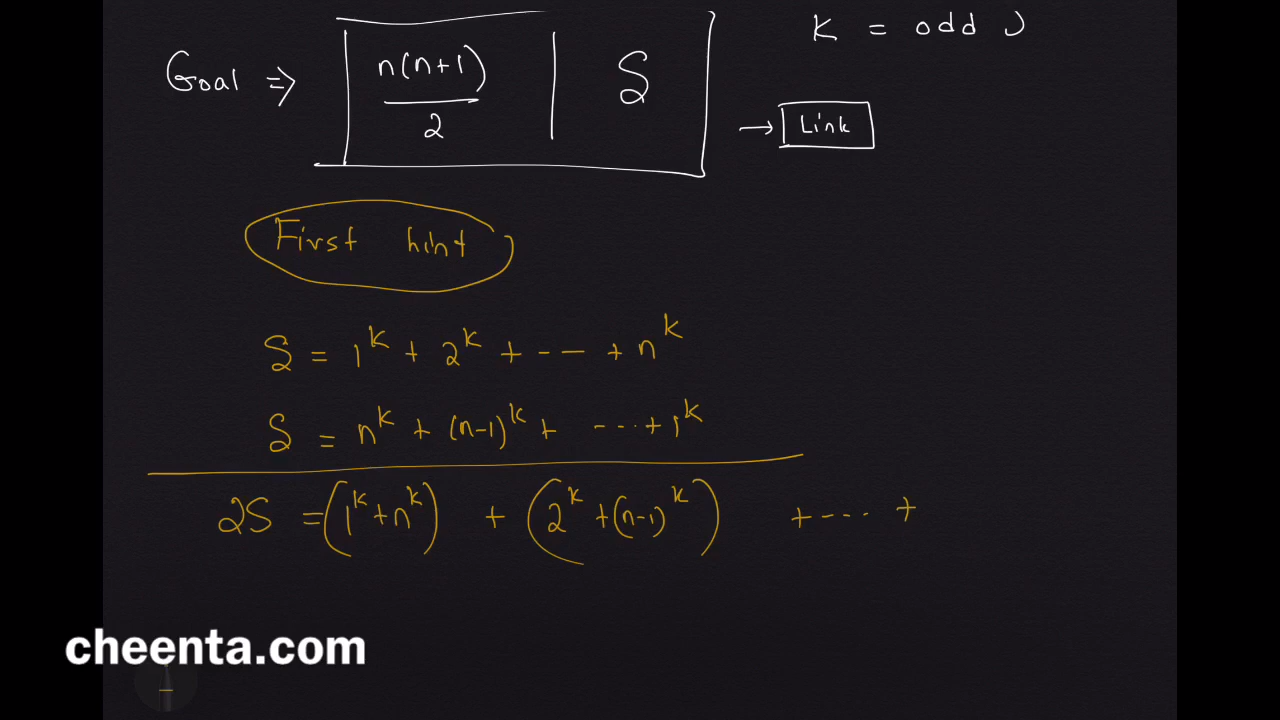 K = odd
Goal ⇒ n(n+1)/2 | S
→ Link
First hint
S = 1^k + 2^k + -- — + n^k
S = n^k + (n-1)^k + --··+ 1^k
2S = (1^k + n^k) + (2^k + (n-1)^k) + --·- +
cheenta.com